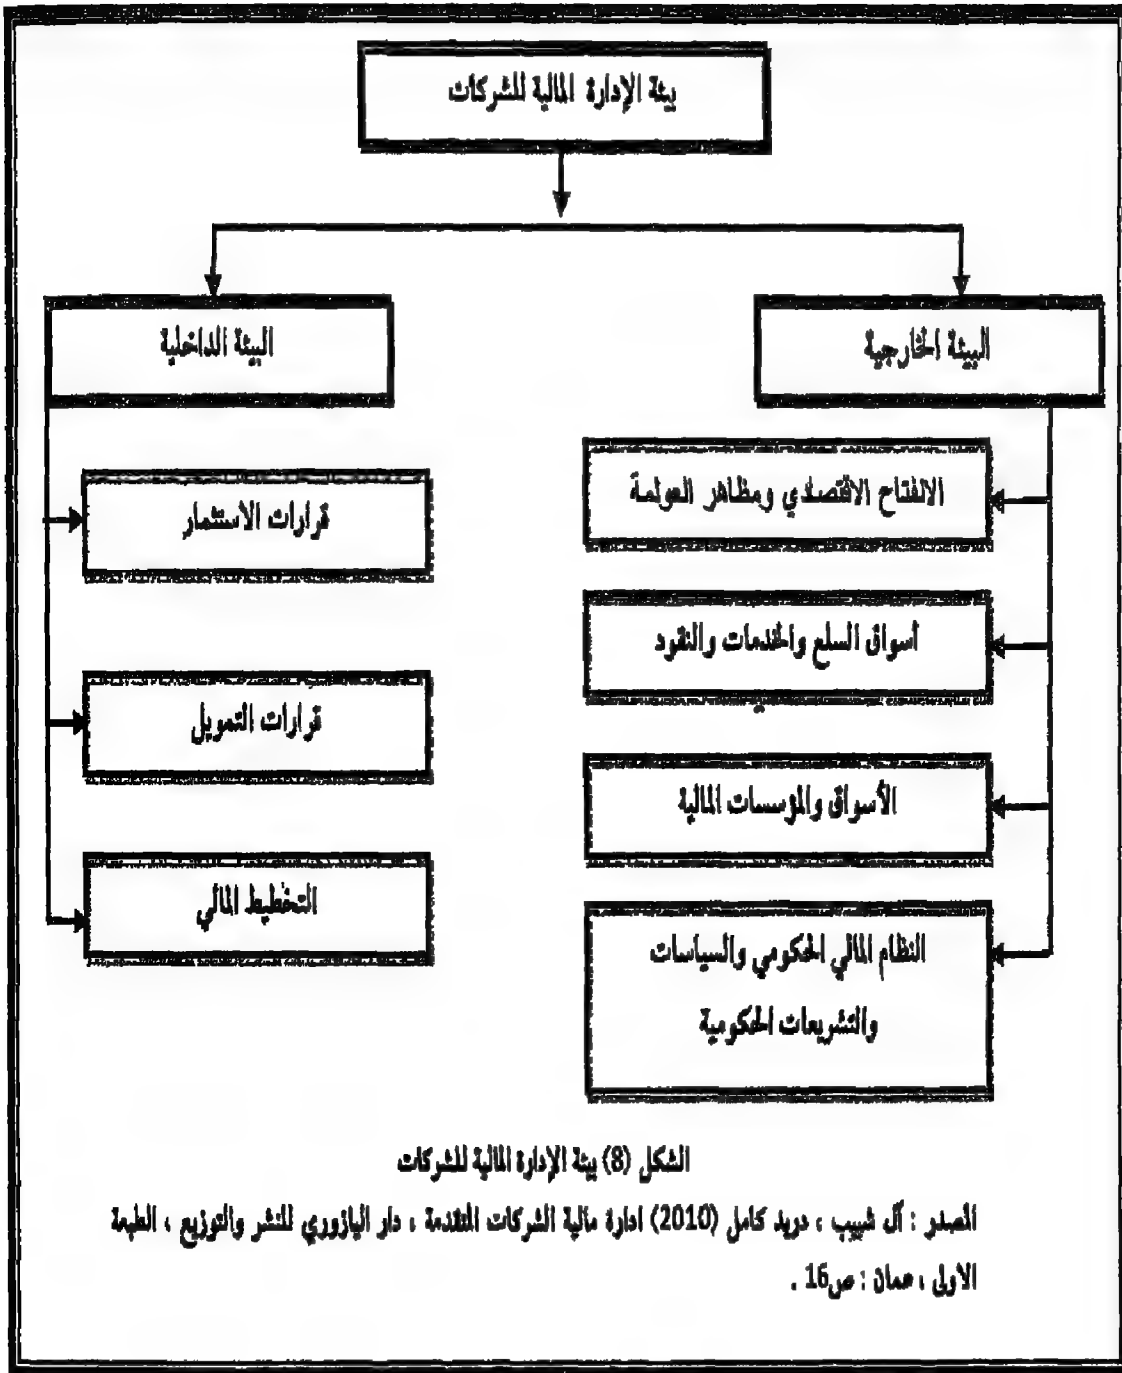 بيئة الإدارة المالية للشركات
البيئة الخارجية
البيئة الداخلية
الانفتاح الاقتصادي ومظاهر العولمة
أسواق السلع والخدمات والنقود
الأسواق والمؤسسات المالية
النظام المالي الحكومي والسياسات
والتشريعات الحكومية
قرارات الاستثمار
قرارات التمويل
التخطيط المالي
الشكل (8) بيئة الإدارة المالية للشركات
المصدر : آل شبيب ، دريد كامل (2010) ادارة مالية الشركات المتقدمة ، دار اليازوري للنشر والتوزيع ، الطبعة
الاولى ، عمان : ص16 .